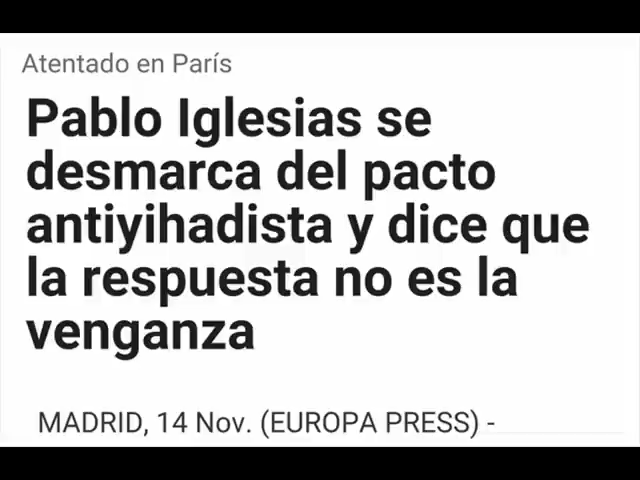 Atentado en París
Pablo Iglesias se
desmarca del pacto
antiyihadista y dice que
la respuesta no es la
venganza
MADRID, 14 Nov. (EUROPA PRESS) -